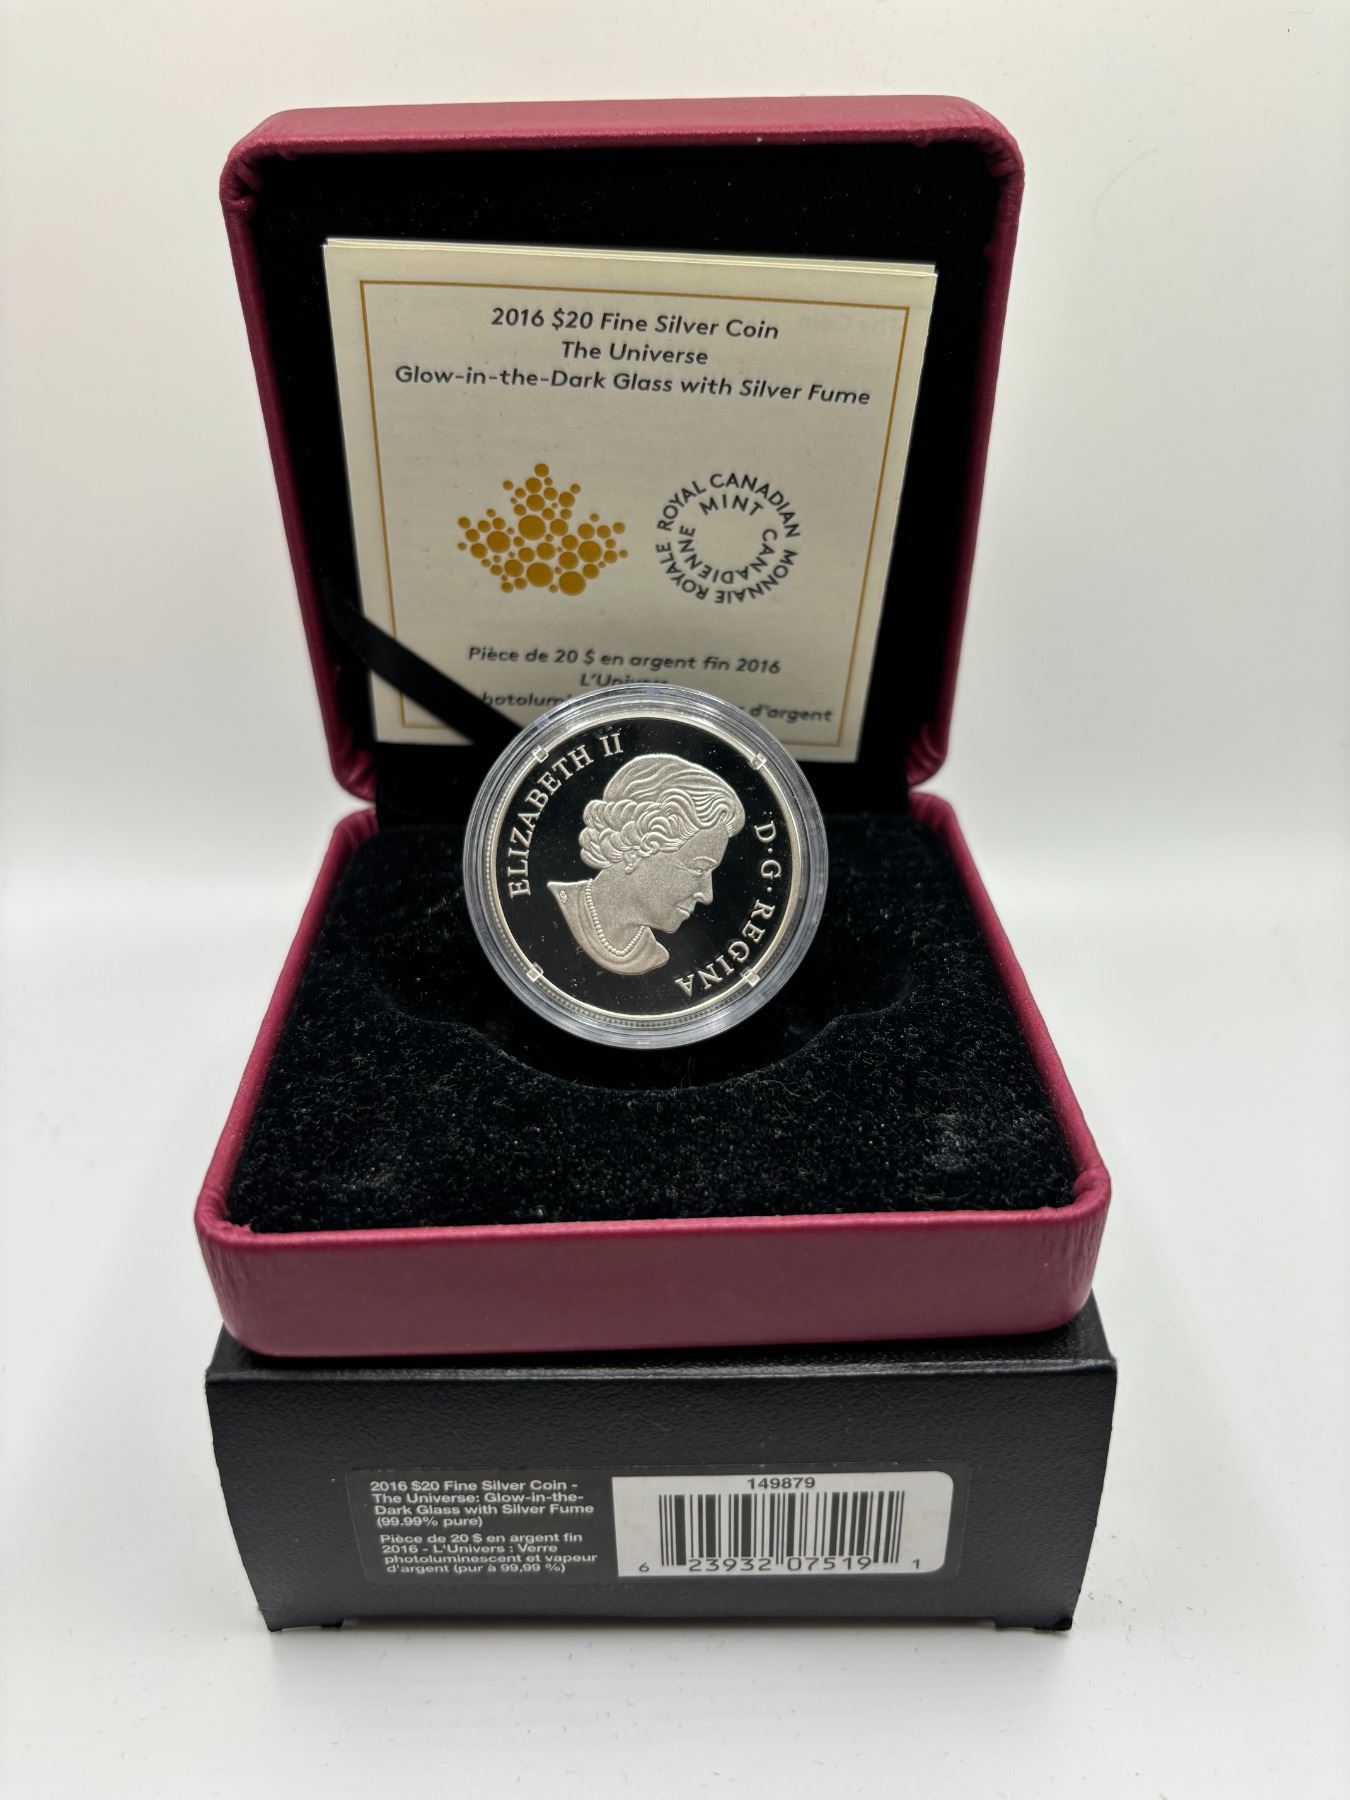 2016 $20 Fine Silver Coin
The Universe
Glow-in-the-Dark Glass with Silver Fume
ROYAL CANADIAN MINT
MONNAIE ROYALE CANADIENNE
Pièce de 20 $ en argent fin 2016
d'argent
ELIZABETH II
D·G·REGINA
2016 $20 Fine Silver Coin -
The Universe: Glow-in-the-
Dark Glass with Silver Fume
(99.99% pure)
Pièce de 20 $ en argent fin
2016 - L'Univers : Verre
photoluminescent et vapeur
d'argent (pur à 99,99 %)
149879
6 23932 07519 1